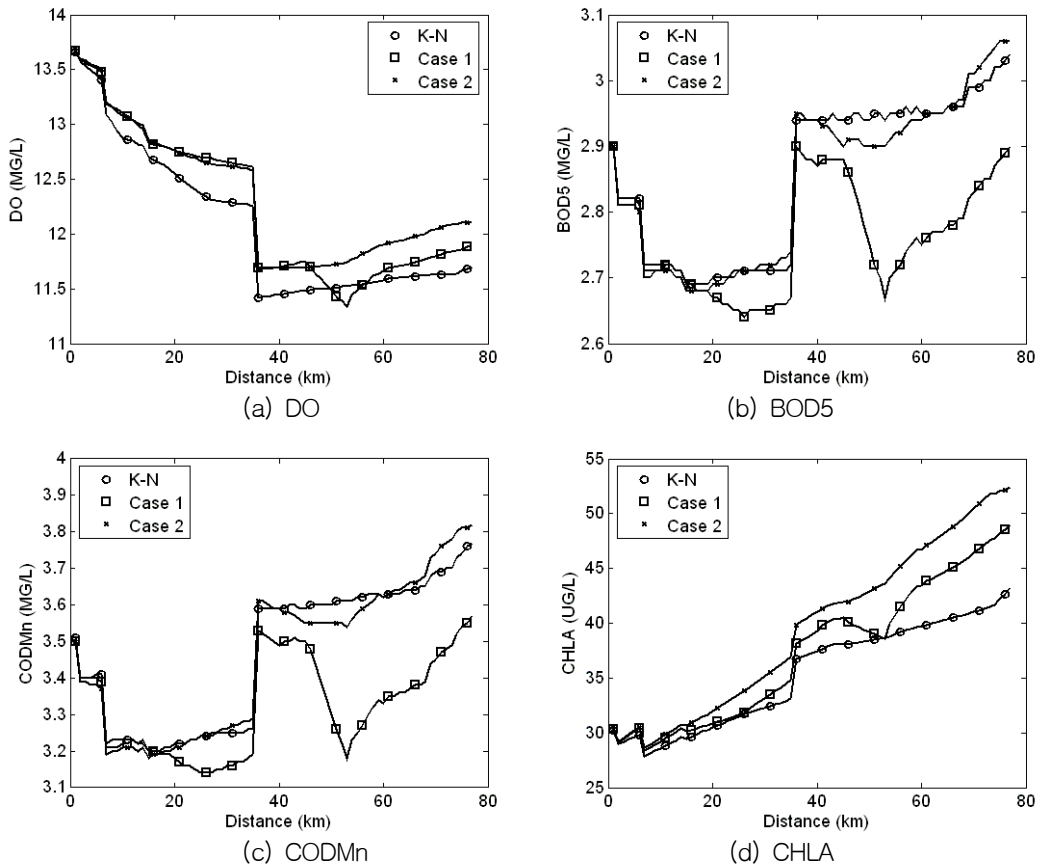 14
13.5
13
12.5
12
11.5
11
DO (MG/L)
K-N
Case 1
Case 2
0 20 40 60 80
Distance (km)
(a) DO
3.1
3
2.9
2.8
2.7
2.6
BOD5 (MG/L)
K-N
Case 1
Case 2
0 20 40 60 80
Distance (km)
(b) BOD5
4
3.9
3.8
3.7
3.6
3.5
3.4
3.3
3.2
3.1
CODMn (MG/L)
K-N
Case 1
Case 2
0 20 40 60 80
Distance (km)
(c) CODMn
55
50
45
40
35
30
25
CHLA (UG/L)
K-N
Case 1
Case 2
0 20 40 60 80
Distance (km)
(d) CHLA